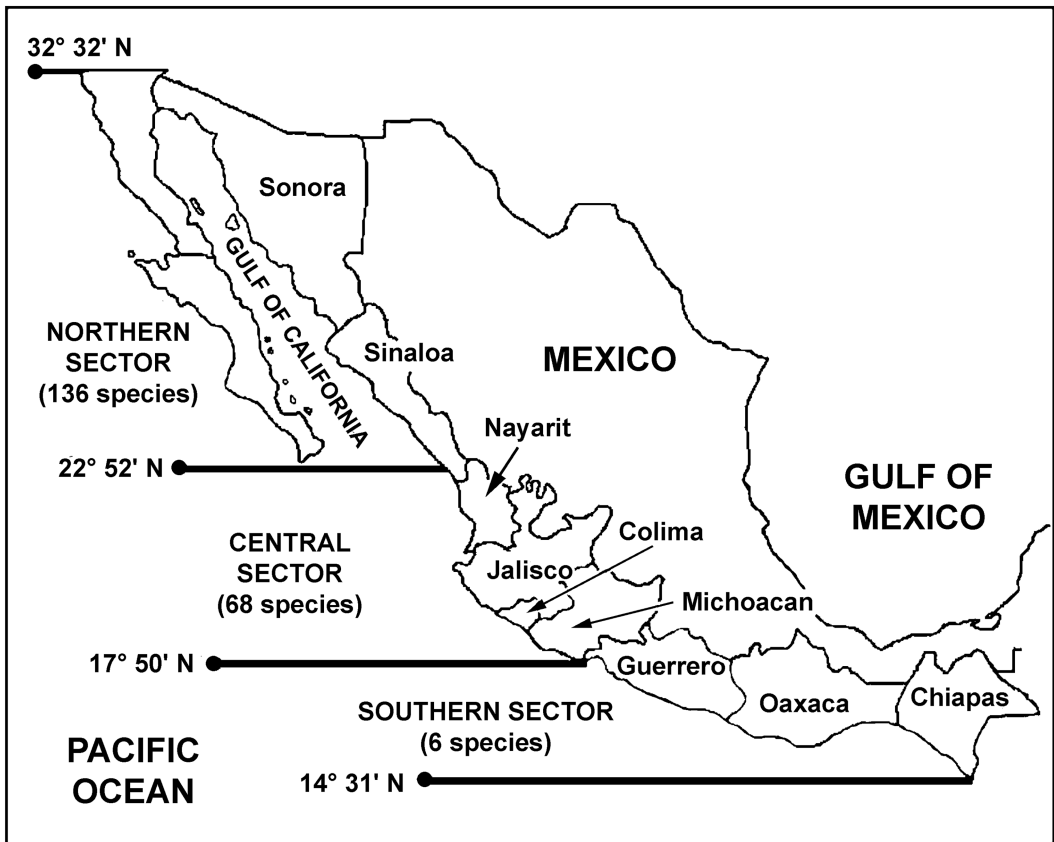 32° 32' N
Sonora
GULF OF CALIFORNIA
NORTHERN
SECTOR
(136 species)
Sinaloa
MEXICO
Nayarit
22° 52' N
GULF OF
MEXICO
CENTRAL
SECTOR
(68 species)
Colima
Jalisco
Michoacan
17° 50' N
Guerrero
Oaxaca
Chiapas
SOUTHERN SECTOR
(6 species)
PACIFIC
OCEAN
14° 31' N